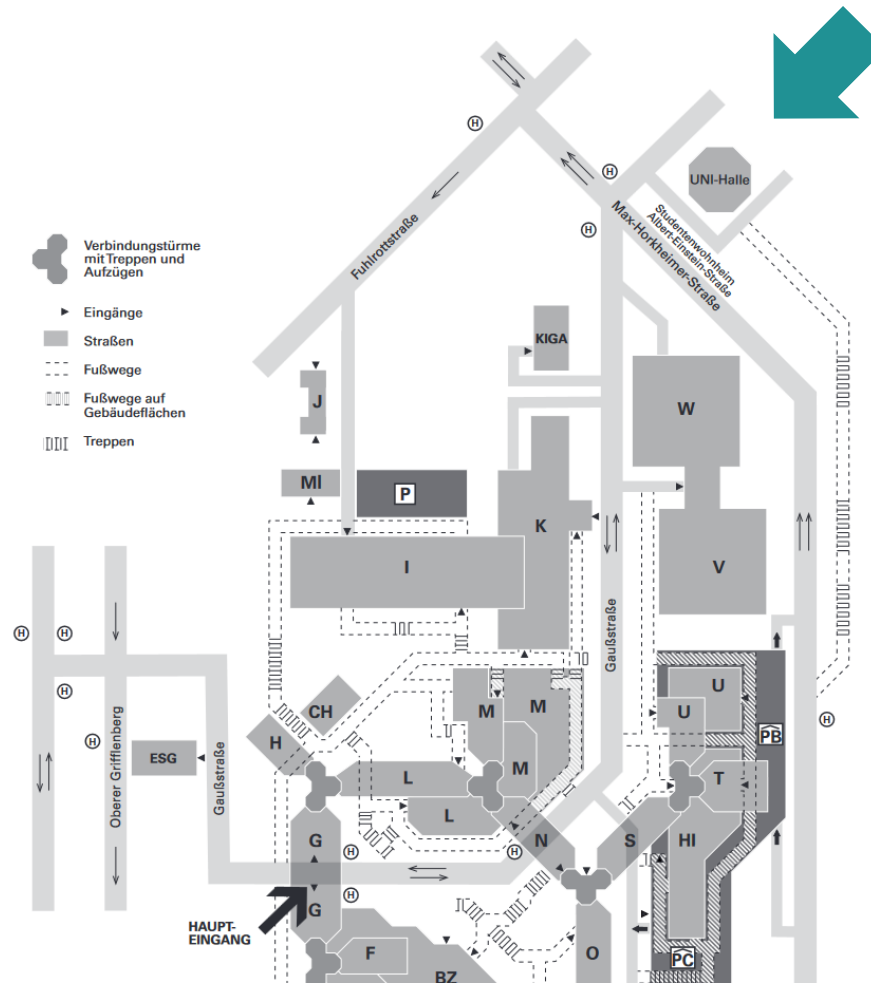 H
H
H
UNI-Halle
Studentenwohnheim
Albert-Einstein-Straße
Max-Horkheimer-Straße
Fuhlrottstraße
Verbindungstürme
mit Treppen und
Aufzügen
Eingänge
Straßen
Fußwege
Fußwege auf
Gebäudeflächen
Treppen
KIGA
J
W
MI
P
K
I
V
Gaußstraße
H
H
H
H
H
Oberer Grifflenberg
ESG
Gaußstraße
CH
H
M
M
M
U
U
PB
T
L
L
G
H
H
N
S
HI
H
G
HAUPT-
EINGANG
F
BZ
O
PC